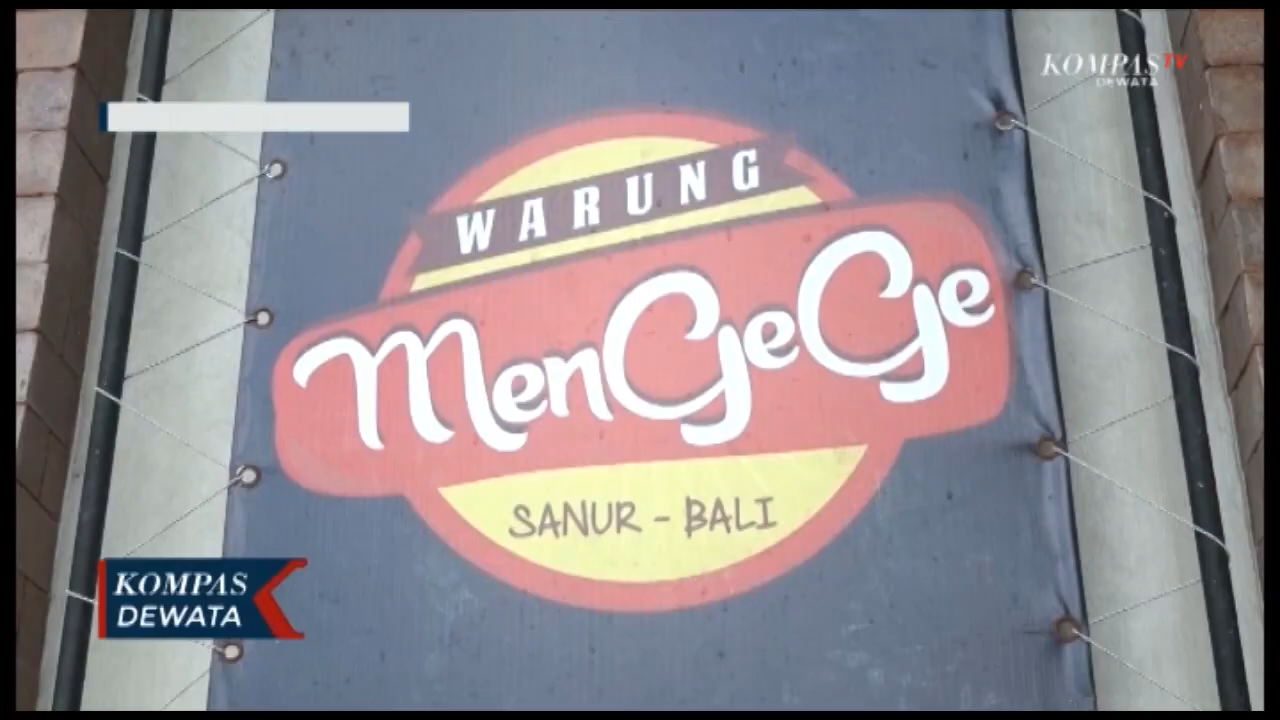 KOMPAS TV
DEWATA
WARUNG
MenGeGe
SANUR - BALI
KOMPAS
DEWATA